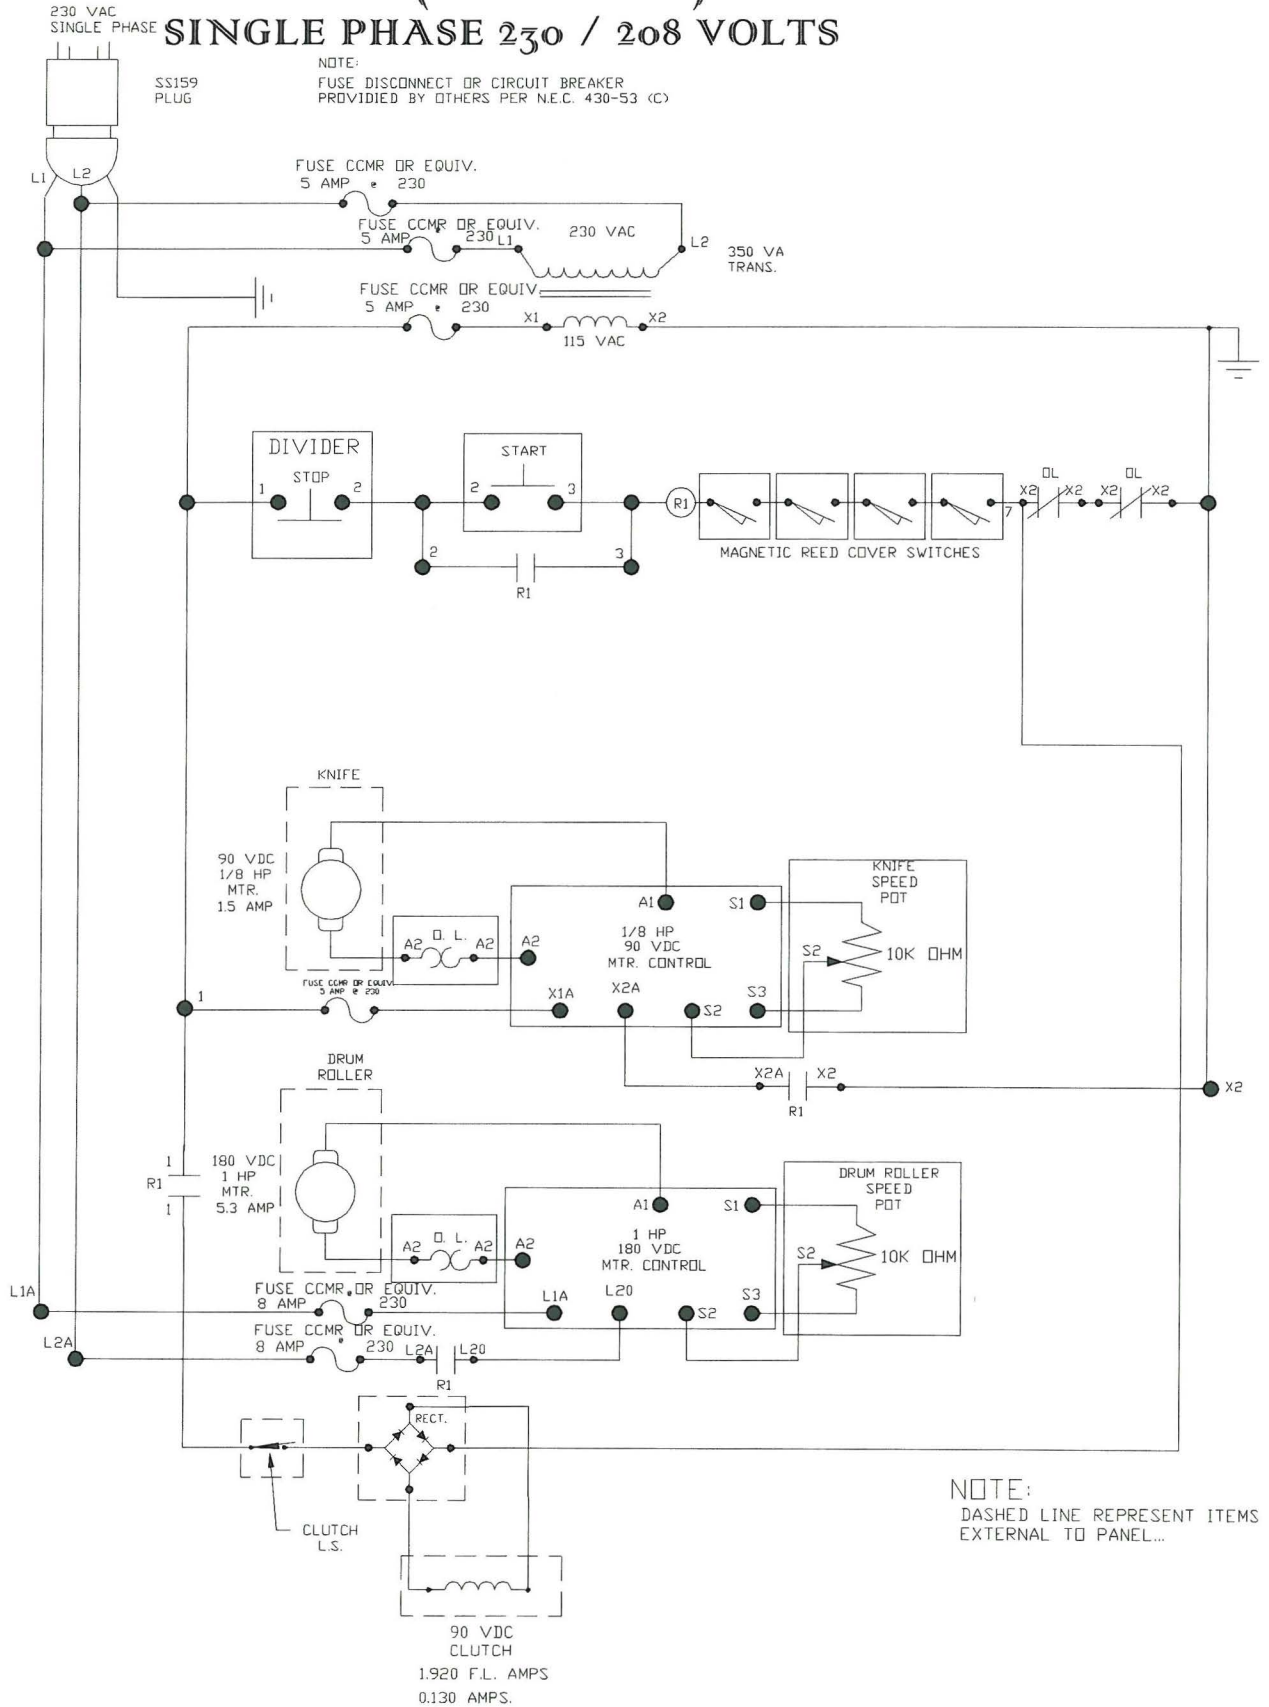 230 VAC
SINGLE PHASE
SINGLE PHASE 230 / 208 VOLTS
SS159
PLUG
NOTE:
FUSE DISCONNECT OR CIRCUIT BREAKER
PROVIDIED BY OTHERS PER N.E.C. 430-53 (C)
L1
L2
FUSE CCMR OR EQUIV.
5 AMP @ 230
FUSE CCMR OR EQUIV.
5 AMP @ 230
L1
230 VAC
L2
350 VA
TRANS.
FUSE CCMR OR EQUIV.
5 AMP @ 230
X1
X2
115 VAC
DIVIDER
STOP
1
2
START
2
3
R1
7
X2
OL
X2
X2
OL
X2
MAGNETIC REED COVER SWITCHES
2
3
R1
KNIFE
90 VDC
1/8 HP
MTR.
1.5 AMP
O. L.
A2
A2
A2
A1
S1
1/8 HP
90 VDC
MTR. CONTROL
X1A
X2A
S2
S3
KNIFE
SPEED
POT
S2
10K OHM
FUSE CCMR OR EQUIV.
5 AMP @ 230
1
X2A
X2
R1
X2
DRUM
ROLLER
1
R1
1
180 VDC
1 HP
MTR.
5.3 AMP
O. L.
A2
A2
A2
A1
S1
1 HP
180 VDC
MTR. CONTROL
L1A
L20
S2
S3
DRUM ROLLER
SPEED
POT
S2
10K OHM
L1A
FUSE CCMR OR EQUIV.
8 AMP @ 230
L2A
FUSE CCMR OR EQUIV.
8 AMP @ 230
L2A
L20
R1
RECT.
CLUTCH
L.S.
NOTE:
DASHED LINE REPRESENT ITEMS
EXTERNAL TO PANEL...
90 VDC
CLUTCH
1.920 F.L. AMPS
0.130 AMPS.